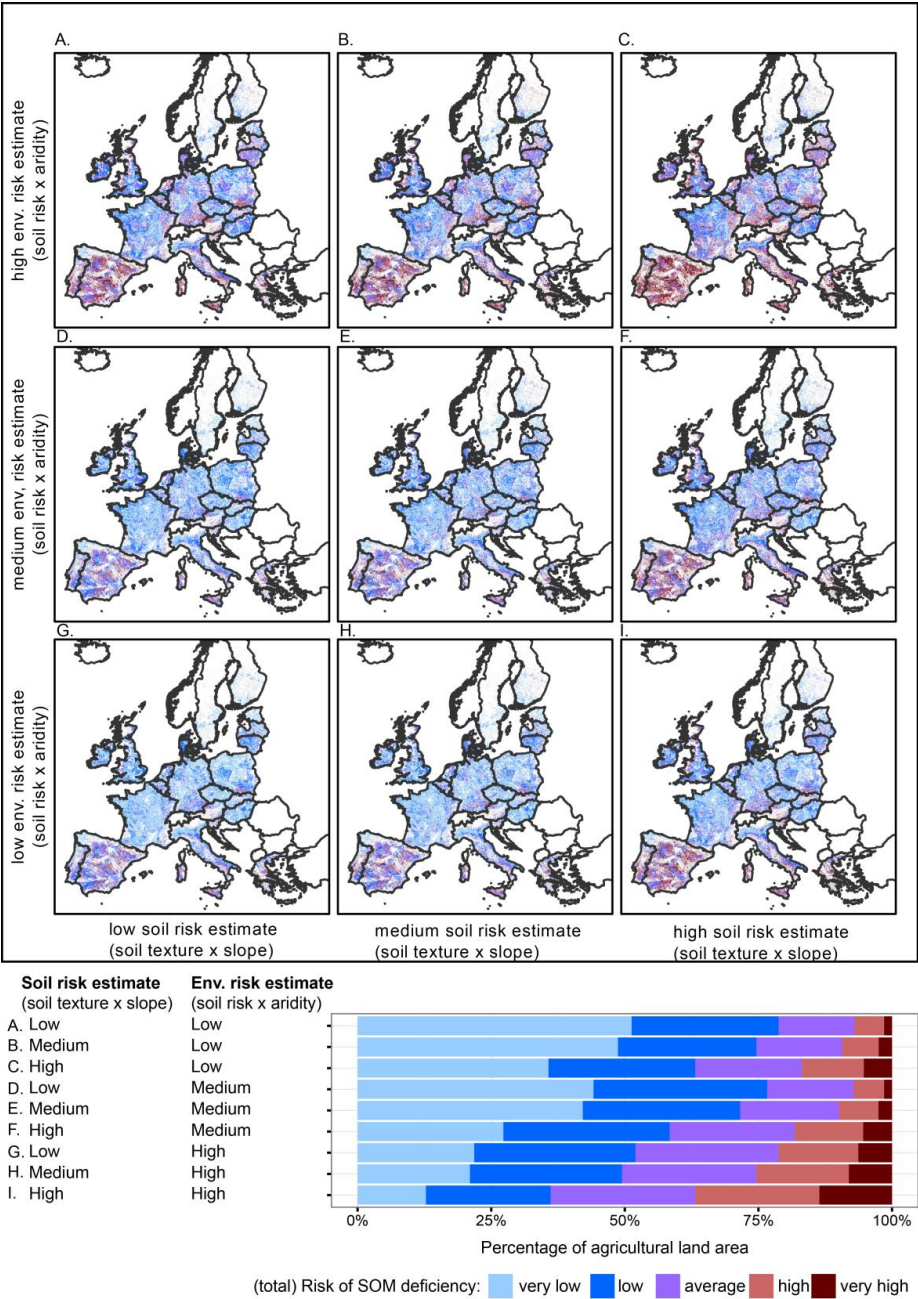 A.
B.
C.
high env. risk estimate
(soil risk x aridity)
D.
E.
F.
medium env, risk estimate
(soil risk x aridity)
G.
H.
I.
low env. risk estimate
(soil risk x aridity)
low soil risk estimate
(soil texture x slope)
medium soil risk estimate
(soil texture x slope)
high soil risk estimate
(soil texture x slope)
Soil risk estimate Env. risk estimate
(soil texture x slope) (soil risk x aridity)
A. Low Low
B. Medium Low
C. High Low
D. Low Medium
E. Medium Medium
F. High Medium
G. Low High
H. Medium High
I. High High
0% 25% 50% 75% 100%
Percentage of agricultural land area
(total) Risk of SOM deficiency: very low low average high very high